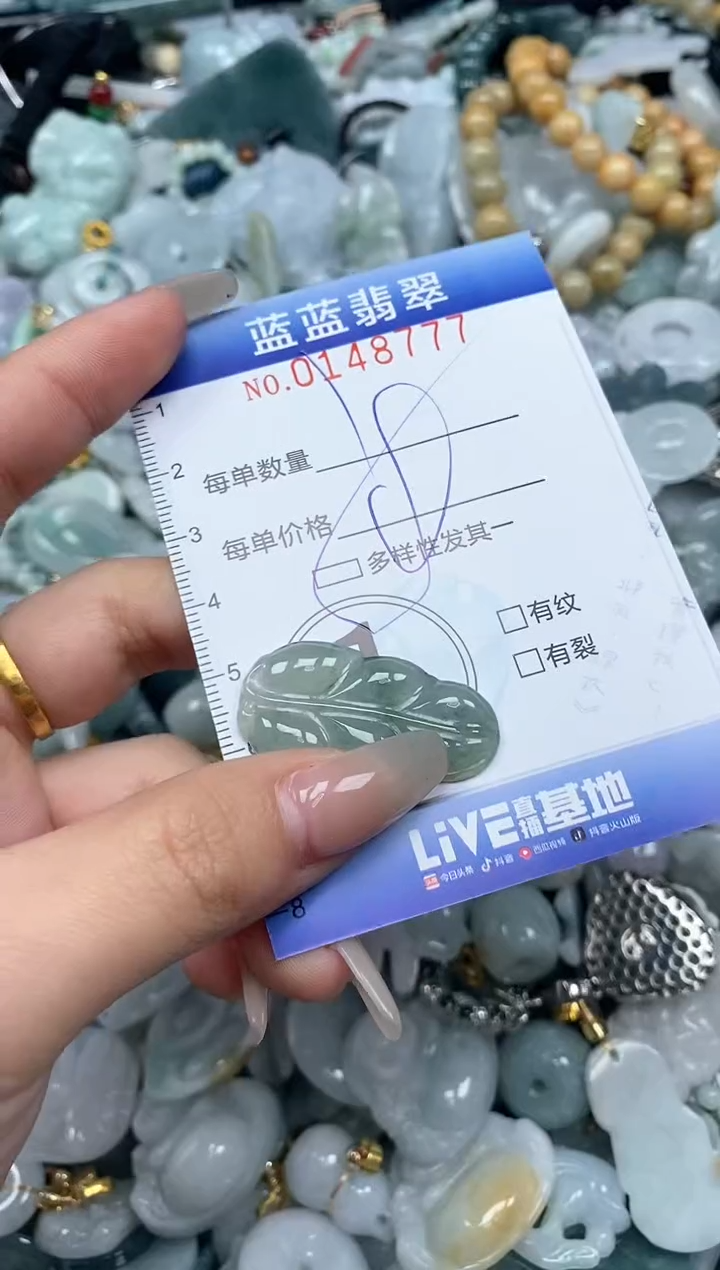 蓝蓝翡翠
NO.0148777
1
2
每单数量
3
每单价格
多样性发其一
4
有纹
5
有裂
LiVE直播基地
今日头条 抖音 西瓜视频 抖音火山版
8